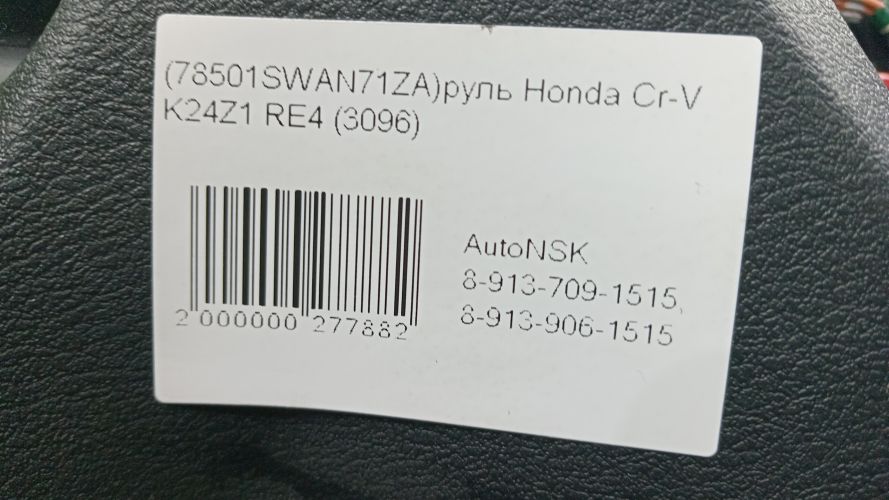 (78501SWAN71ZA)руль Honda Cr-V
K24Z1 RE4 (3096)
2 000000 277882
AutoNSK
8-913-709-1515,
8-913-906-1515